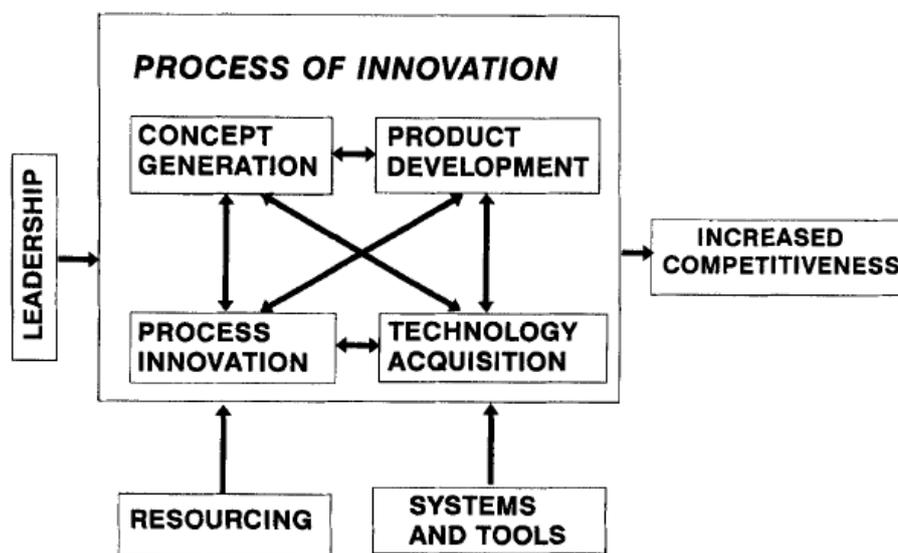 PROCESS OF INNOVATION
CONCEPT
GENERATION
PRODUCT
DEVELOPMENT
LEADERSHIP
INCREASED
COMPETITIVENESS
PROCESS
INNOVATION
TECHNOLOGY
ACQUISITION
RESOURCING
SYSTEMS
AND TOOLS